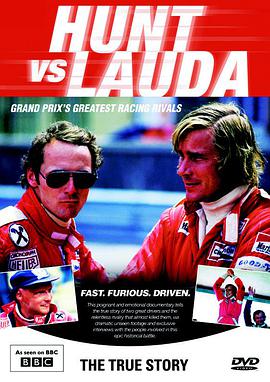 HUNT
VS LAUDA
GRAND PRIX'S GREATEST RACING RIVALS
GOODYEAR
FAST. FURIOUS. DRIVEN.
This poignant and emotional documentary tells
the true story of two great drivers and the
relentless rivalry that almost killed them, via
dramatic unseen footage and exclusive
interviews with the people involved in this
epic historical battle.
As seen on BBC
BBC
THE TRUE STORY
DVD
VIDEO